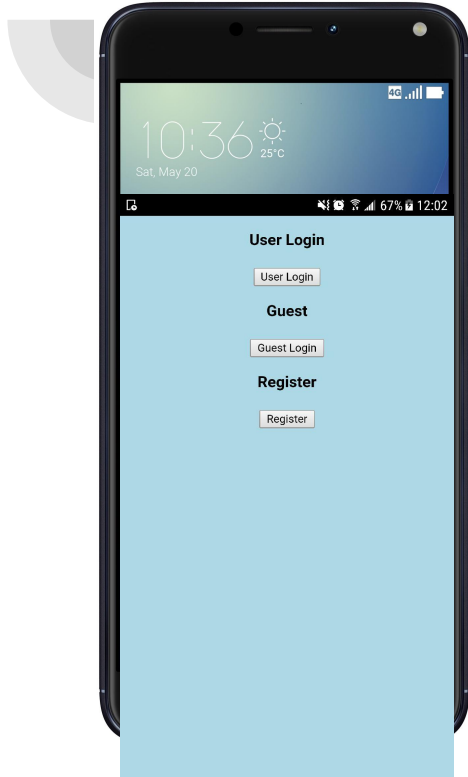 4G
10:36
25°C
Sat, May 20
67% 12:02
User Login
User Login
Guest
Guest Login
Register
Register